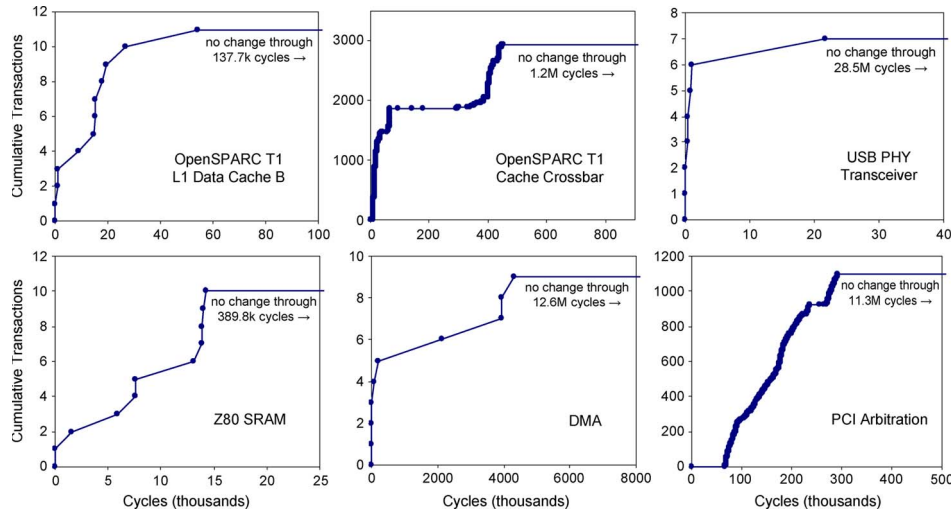 Cumulative Transactions
12
10
8
6
4
2
0
0 20 40 60 80 100
no change through
137.7k cycles →
OpenSPARC T1
L1 Data Cache B
3000
2000
1000
0
0 200 400 600 800
no change through
1.2M cycles →
OpenSPARC T1
Cache Crossbar
8
7
6
5
4
3
2
1
0
0 10 20 30 40
no change through
28.5M cycles →
USB PHY
Transceiver
Cumulative Transactions
12
10
8
6
4
2
0
0 5 10 15 20 25
no change through
389.8k cycles →
Z80 SRAM
Cycles (thousands)
10
8
6
4
2
0
0 2000 4000 6000 8000
no change through
12.6M cycles →
DMA
Cycles (thousands)
1200
1000
800
600
400
200
0
0 100 200 300 400 500
no change through
11.3M cycles →
PCI Arbitration
Cycles (thousands)